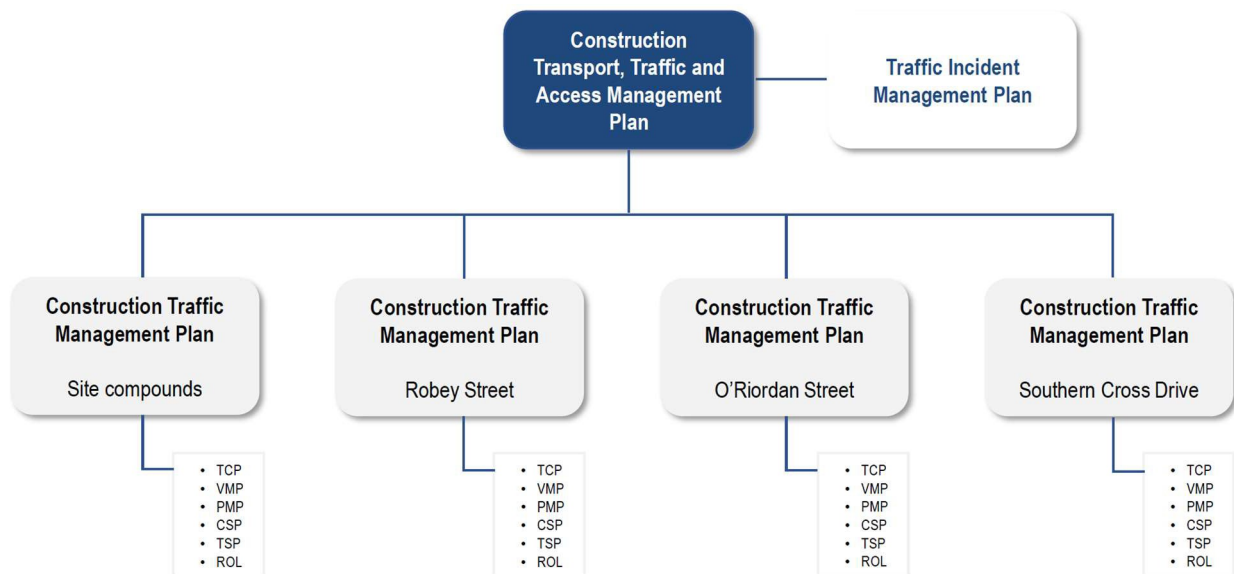 Construction
Transport, Traffic and
Access Management
Plan
Traffic Incident
Management Plan
Construction Traffic
Management Plan
Site compounds
Construction Traffic
Management Plan
Robey Street
Construction Traffic
Management Plan
O'Riordan Street
Construction Traffic
Management Plan
Southern Cross Drive
• TCP
• VMP
• PMP
• CSP
• TSP
• ROL
• TCP
• VMP
• PMP
• CSP
• TSP
• ROL
• TCP
• VMP
• PMP
• CSP
• TSP
• ROL
• TCP
• VMP
• PMP
• CSP
• TSP
• ROL